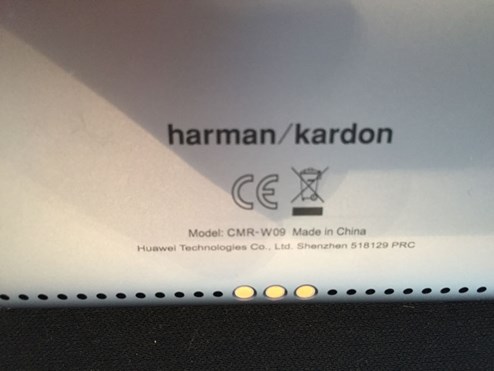 harman/kardon
CE
Model: CMR-W09 Made in China
Huawei Technologies Co., Ltd. Shenzhen 518129 PRC